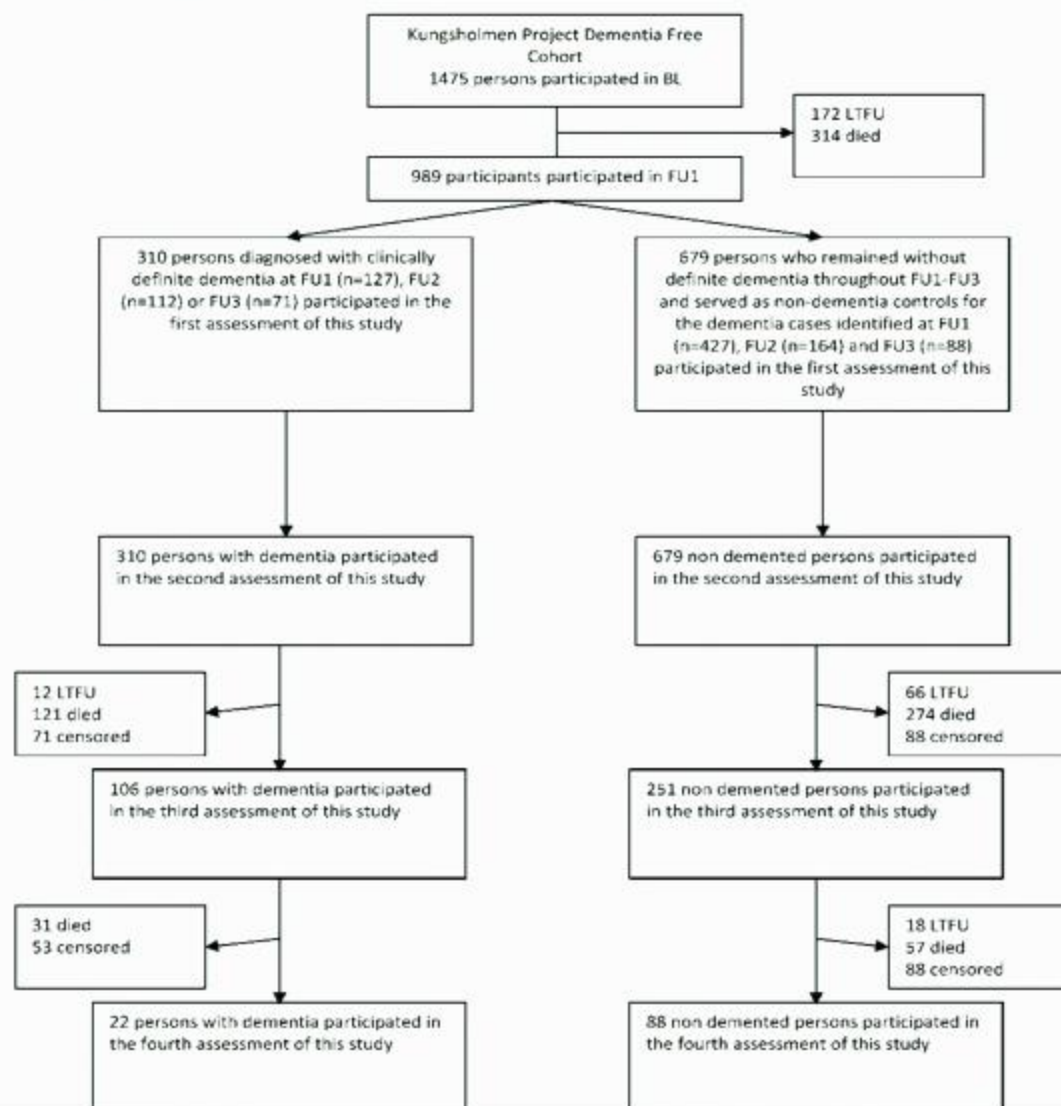 Kungsholmen Project Dementia Free
Cohort
1475 persons participated in BL
172 LTFU
314 died
989 participants participated in FU1
310 persons diagnosed with clinically
definite dementia at FU1 (n=127), FU2
(n=112) or FU3 (n=71) participated in the
first assessment of this study
679 persons who remained without
definite dementia throughout FU1-FU3
and served as non-dementia controls for
the dementia cases identified at FU1
(n=427), FU2 (n=164) and FU3 (n=88)
participated in the first assessment of this
study
310 persons with dementia participated
in the second assessment of this study
679 non demented persons participated
in the second assessment of this study
12 LTFU
121 died
71 censored
66 LTFU
274 died
88 censored
106 persons with dementia participated
in the third assessment of this study
251 non demented persons participated
in the third assessment of this study
31 died
53 censored
18 LTFU
57 died
88 censored
22 persons with dementia participated in
the fourth assessment of this study
88 non demented persons participated in
the fourth assessment of this study